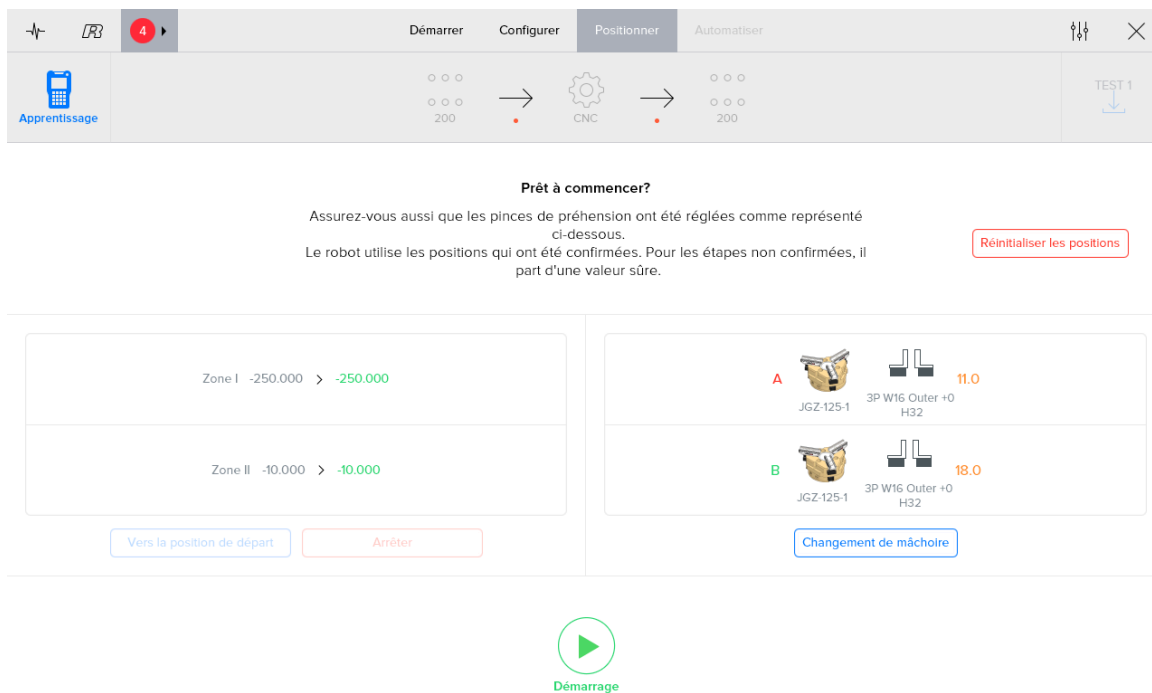 4
Démarrer Configurer Positionner Automatiser
Apprentissage
200
CNC
200
TEST 1
Prêt à commencer?
Assurez-vous aussi que les pinces de préhension ont été réglées comme représenté
ci-dessous.
Le robot utilise les positions qui ont été confirmées. Pour les étapes non confirmées, il
part d'une valeur sûre.
Réinitialiser les positions
Zone I -250.000 > -250.000
Zone II -10.000 > -10.000
A
JGZ-125-1
3P W16 Outer +0
H32
11.0
B
JGZ-125-1
3P W16 Outer +0
H32
18.0
Vers la position de départ
Arrêter
Changement de mâchoire
Démarrage